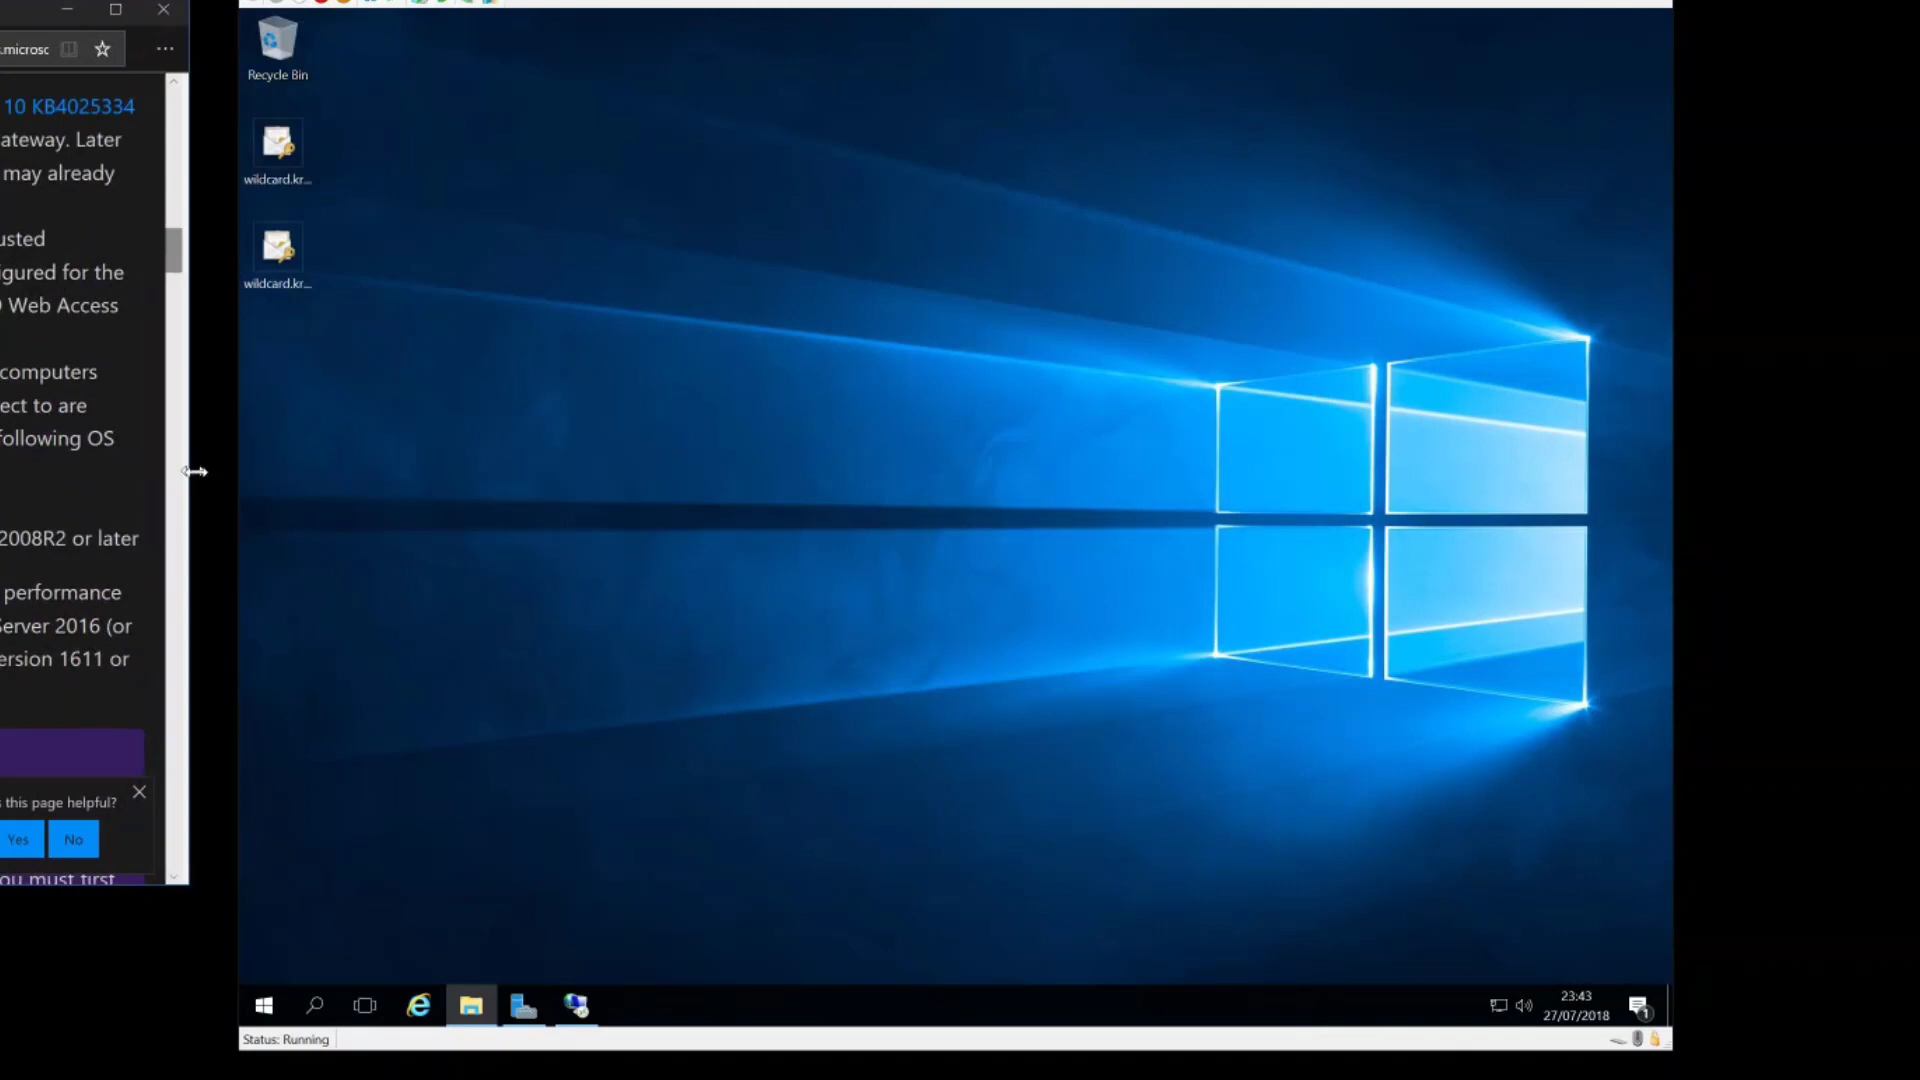 .microsc
10 KB4025334
ateway. Later
may already
usted
igured for the
Web Access
computers
ect to are
following OS
2008R2 or later
performance
Server 2016 (or
ersion 1611 or
s this page helpful?
Yes
No
ou must first
Recycle Bin
wildcard.kr...
wildcard.kr...
23:43
27/07/2018
1
Status: Running